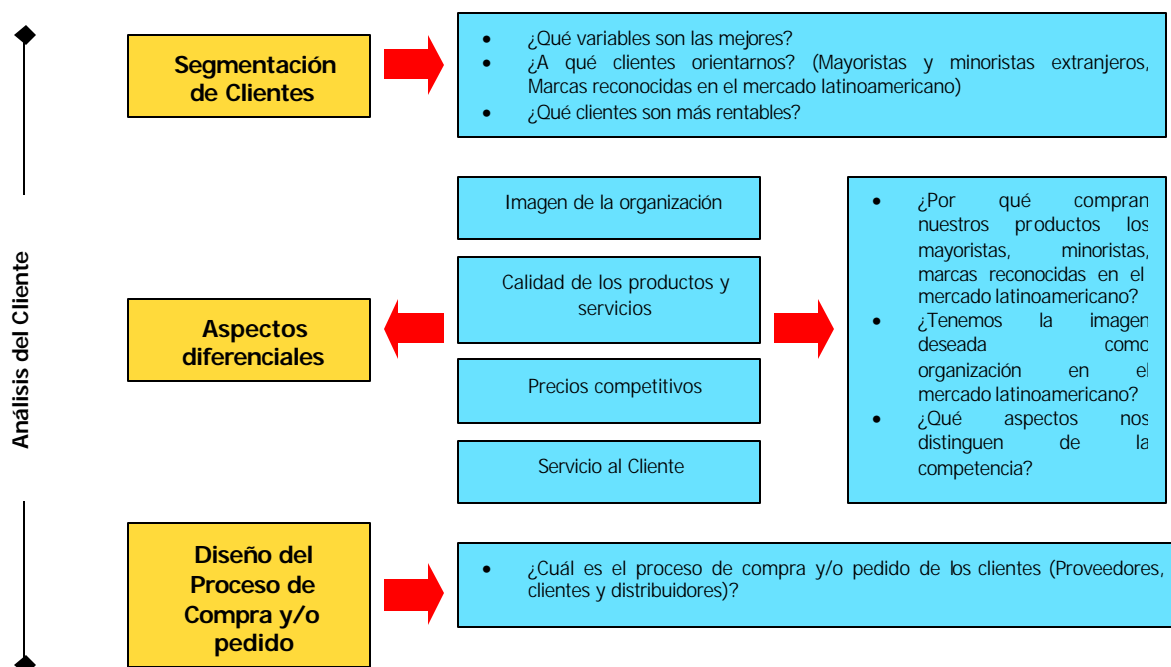 Análisis del Cliente
Segmentación
de Clientes
• ¿Qué variables son las mejores?
• ¿A qué clientes orientarnos? (Mayoristas y minoristas extranjeros,
Marcas reconocidas en el mercado latinoamericano)
• ¿Qué clientes son más rentables?
Aspectos
diferenciales
Imagen de la organización
Calidad de los productos y
servicios
Precios competitivos
Servicio al Cliente
• ¿Por qué compran
nuestros productos los
mayoristas, minoristas,
marcas reconocidas en el
mercado latinoamericano?
• ¿Tenemos la imagen
deseada como
organización en el
mercado latinoamericano?
• ¿Qué aspectos nos
distinguen de la
competencia?
Diseño del
Proceso de
Compra y/o
pedido
• ¿Cuál es el proceso de compra y/o pedido de los clientes (Proveedores,
clientes y distribuidores)?